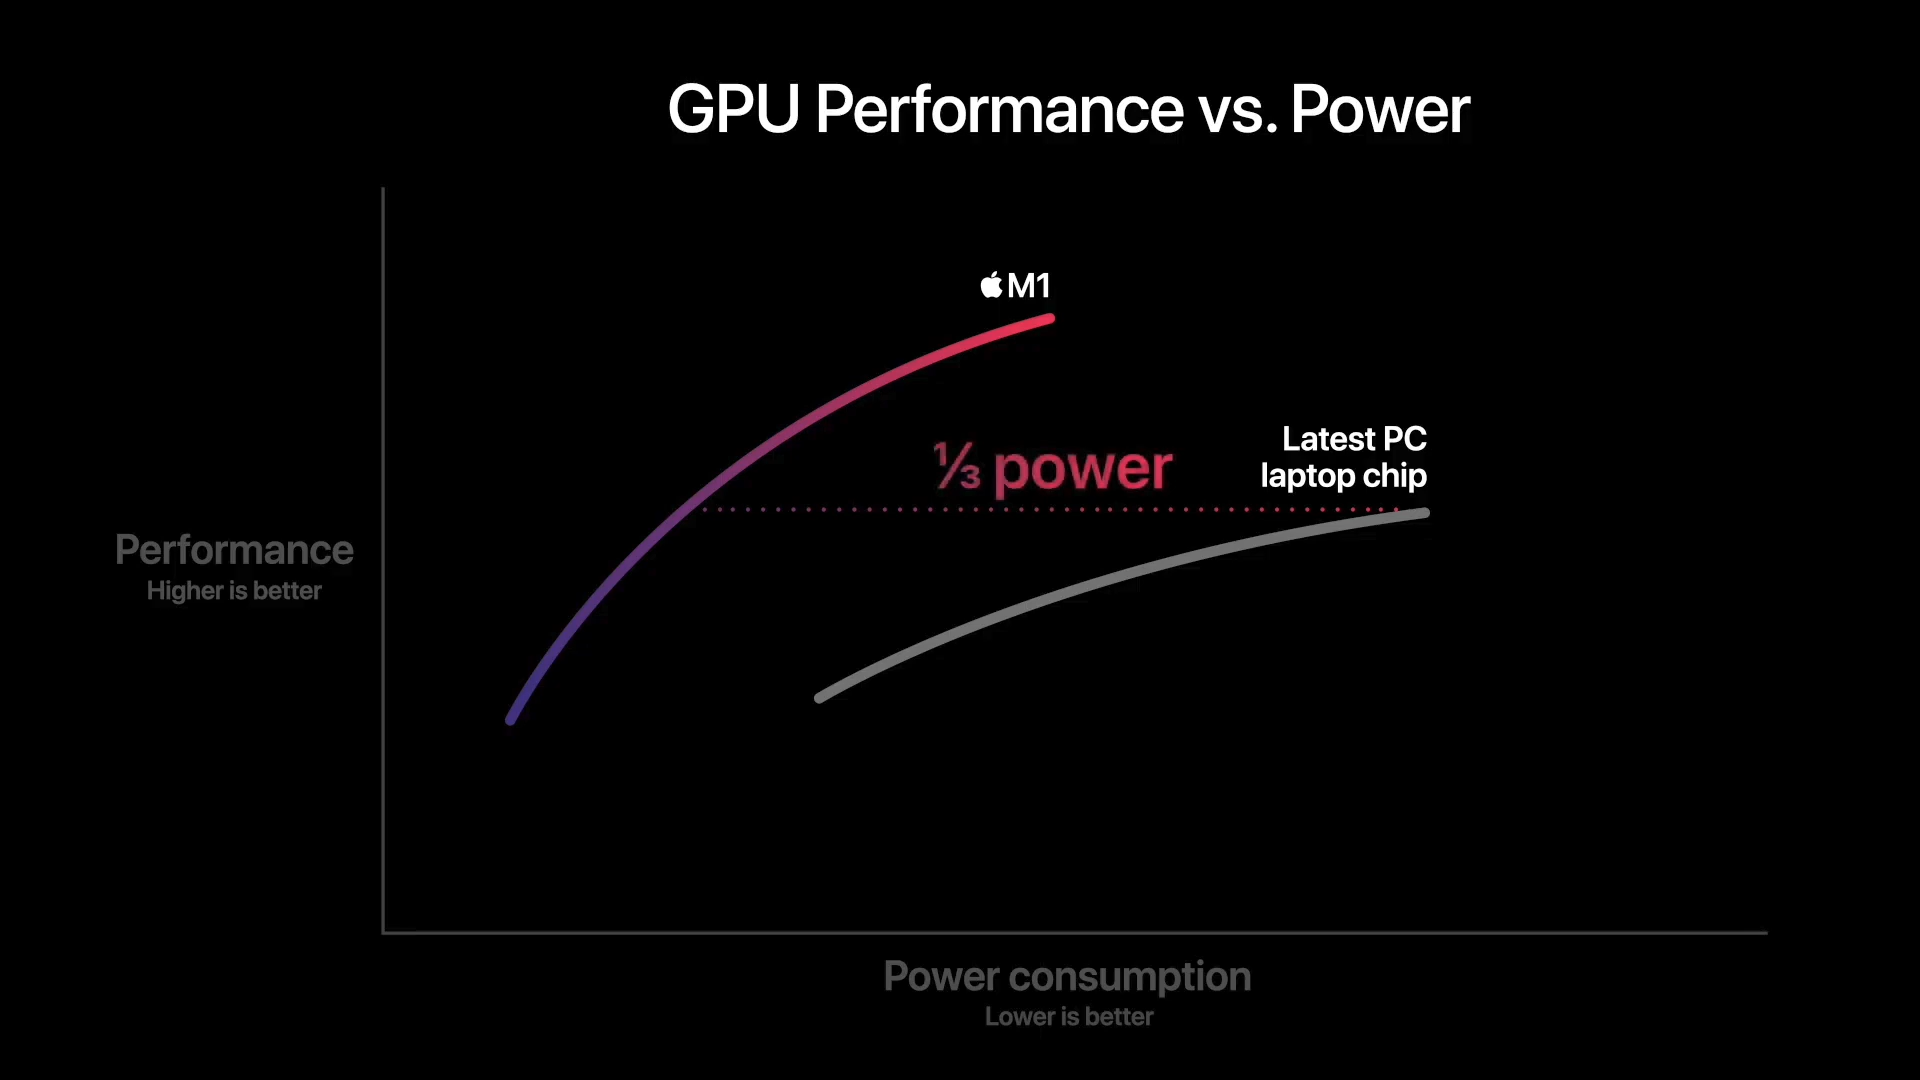 GPU Performance vs. Power
M1
⅓ power
Latest PC
laptop chip
Performance
Higher is better
Power consumption
Lower is better